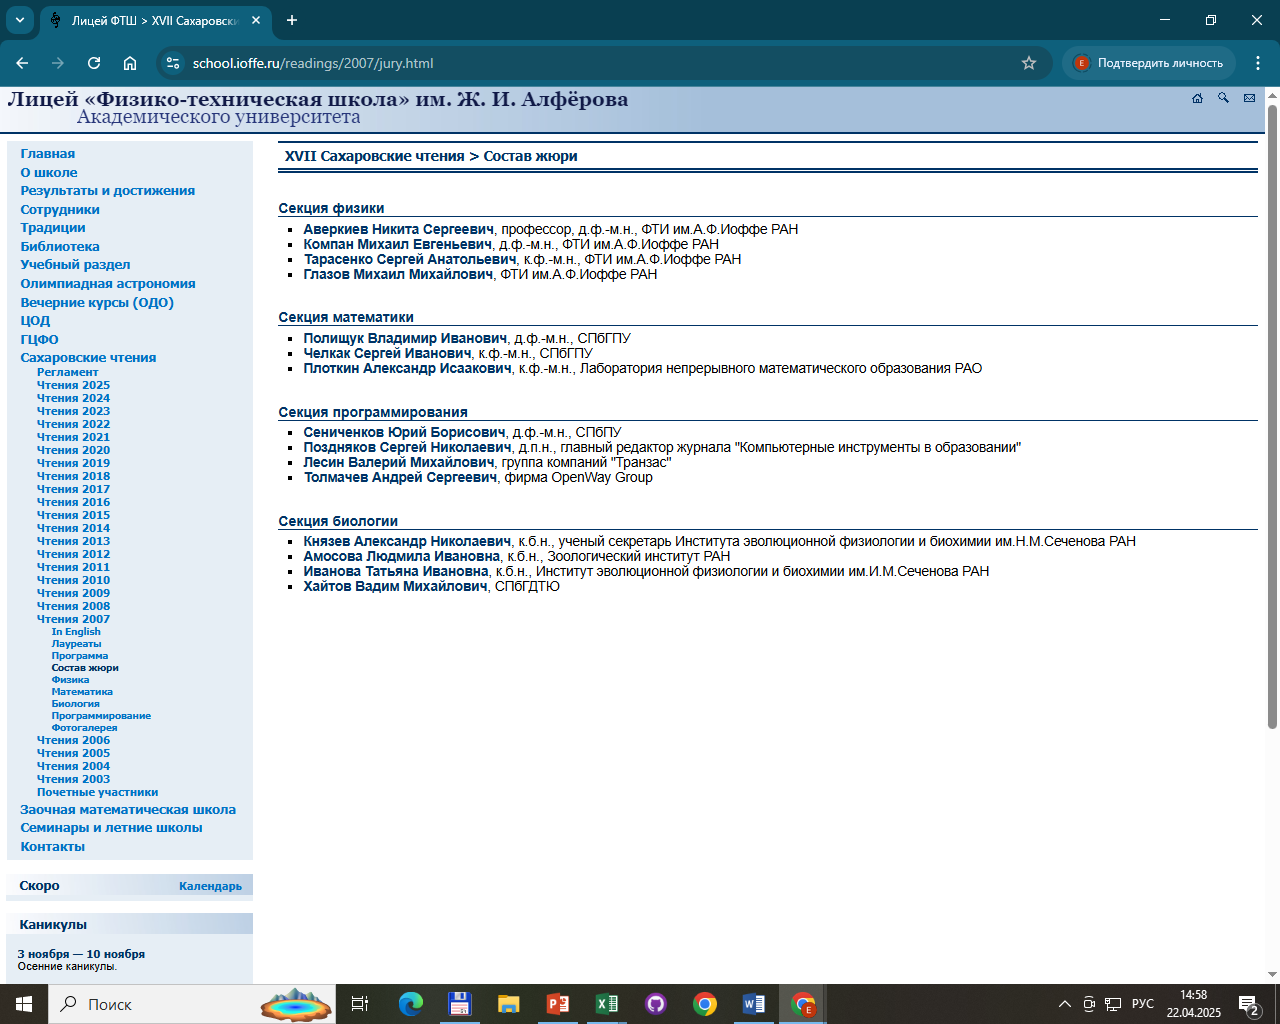 Лицей ФТШ > XVII Сахаровски
school.ioffe.ru/readings/2007/jury.html
E
Подтвердить личность
Лицей «Физико-техническая школа» им. Ж. И. Алфёрова
Академического университета
Главная
О школе
Результаты и достижения
Сотрудники
Традиции
Библиотека
Учебный раздел
Олимпиадная астрономия
Вечерние курсы (ОДО)
ЦОД
ГЦФО
Сахаровские чтения
Регламент
Чтения 2025
Чтения 2024
Чтения 2023
Чтения 2022
Чтения 2021
Чтения 2020
Чтения 2019
Чтения 2018
Чтения 2017
Чтения 2016
Чтения 2015
Чтения 2014
Чтения 2013
Чтения 2012
Чтения 2011
Чтения 2010
Чтения 2009
Чтения 2008
Чтения 2007
In English
Лауреаты
Программа
Состав жюри
Физика
Математика
Биология
Программирование
Фотогалерея
Чтения 2006
Чтения 2005
Чтения 2004
Чтения 2003
Почетные участники
Заочная математическая школа
Семинары и летние школы
Контакты
Скоро
Календарь
Каникулы
3 ноября — 10 ноября
Осенние каникулы.
XVII Сахаровские чтения > Состав жюри
Секция физики
Аверкиев Никита Сергеевич, профессор, д.ф.-м.н., ФТИ им.А.Ф.Иоффе РАН
Компан Михаил Евгеньевич, д.ф.-м.н., ФТИ им.А.Ф.Иоффе РАН
Тарасенко Сергей Анатольевич, к.ф.-м.н., ФТИ им.А.Ф.Иоффе РАН
Глазов Михаил Михайлович, ФТИ им.А.Ф.Иоффе РАН
Секция математики
Полищук Владимир Иванович, д.ф.-м.н., СПбГПУ
Челкак Сергей Иванович, к.ф.-м.н., СПбГПУ
Плоткин Александр Исаакович, к.ф.-м.н., Лаборатория непрерывного математического образования РАО
Секция программирования
Сениченков Юрий Борисович, д.ф.-м.н., СПбПУ
Поздняков Сергей Николаевич, д.п.н., главный редактор журнала "Компьютерные инструменты в образовании"
Лесин Валерий Михайлович, группа компаний "Транзас"
Толмачев Андрей Сергеевич, фирма OpenWay Group
Секция биологии
Князев Александр Николаевич, к.б.н., ученый секретарь Института эволюционной физиологии и биохимии им.Н.М.Сеченова РАН
Амосова Людмила Ивановна, к.б.н., Зоологический институт РАН
Иванова Татьяна Ивановна, к.б.н., Институт эволюционной физиологии и биохимии им.И.М.Сеченова РАН
Хайтов Вадим Михайлович, СПбГДТЮ
Поиск
РУС
14:58
22.04.2025
2